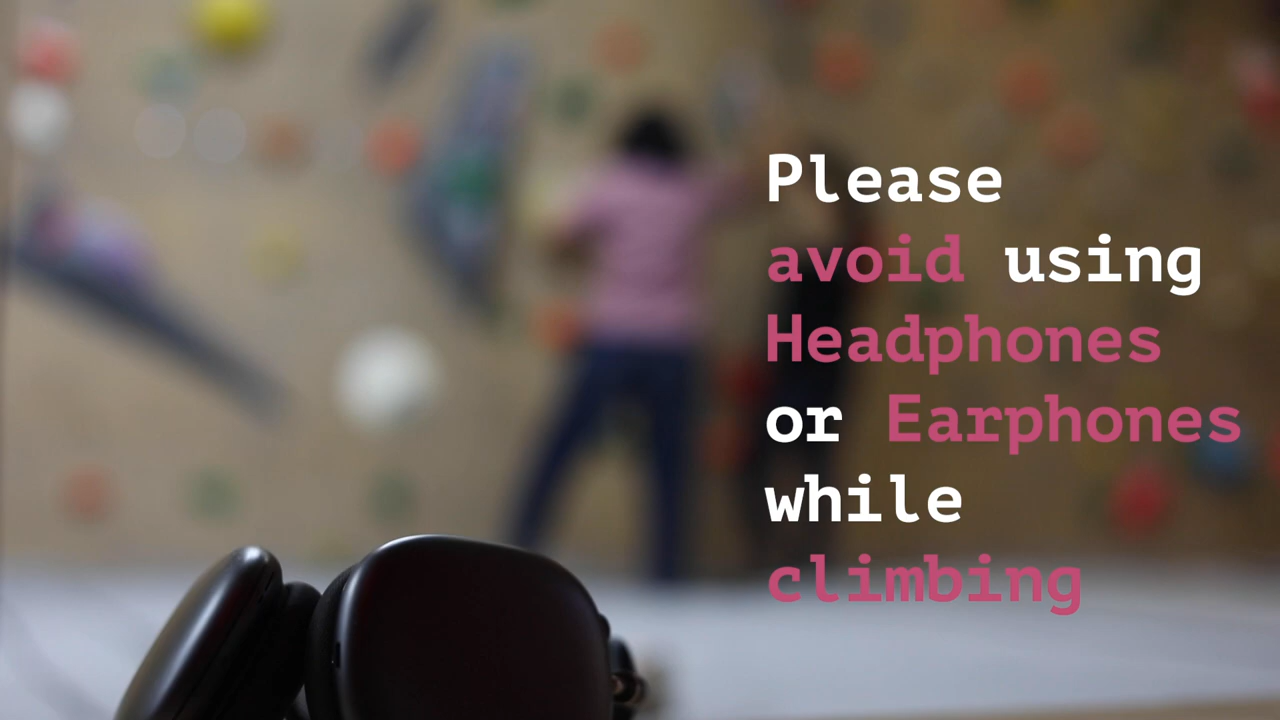 Please
avoid using
Headphones
or Earphones
while
climbing